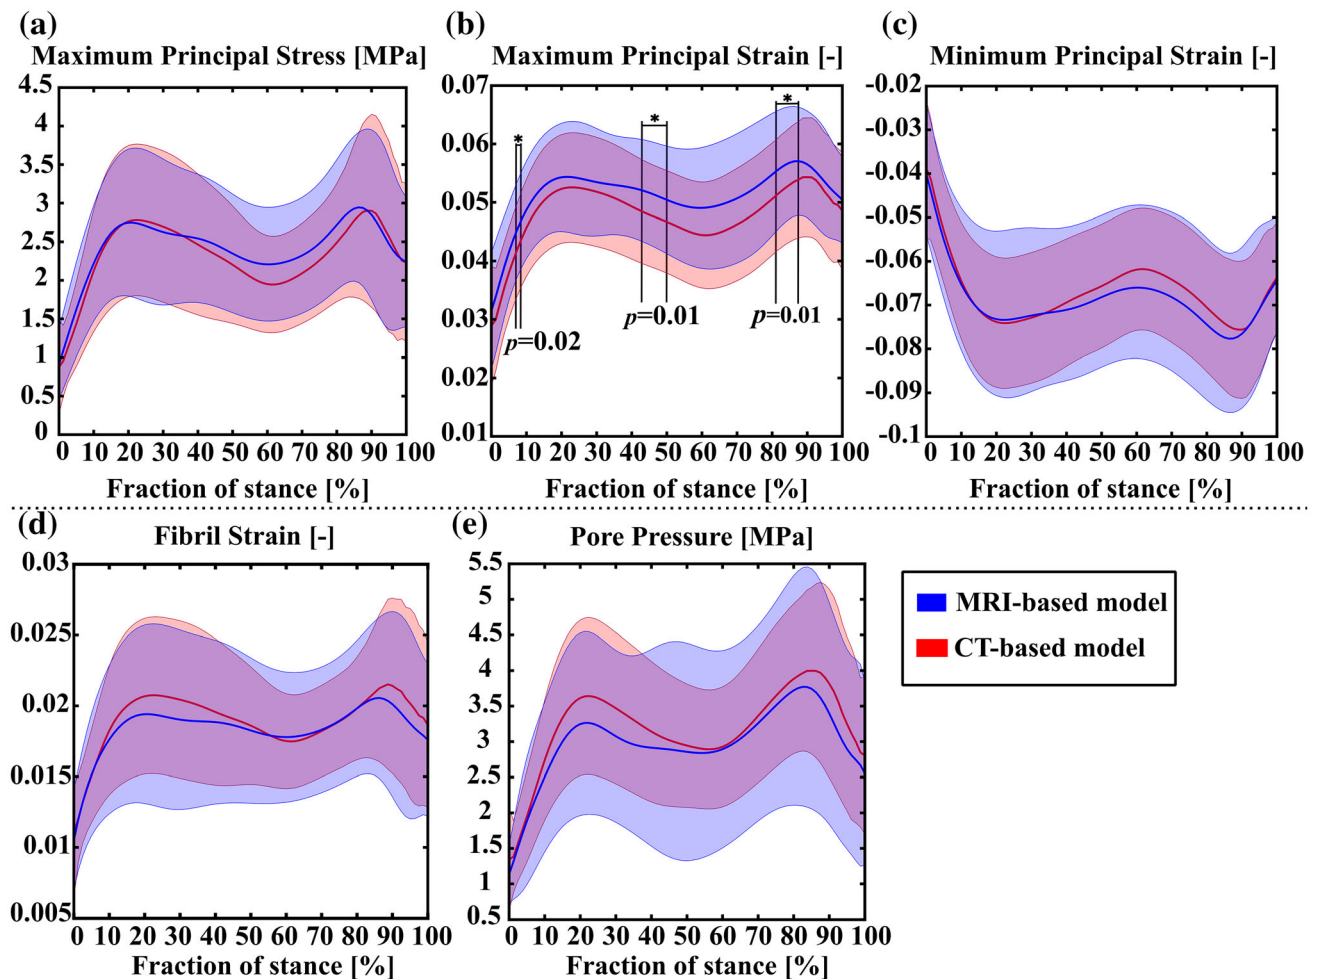 (a)
Maximum Principal Stress [MPa]
4.5
4
3.5
3
2.5
2
1.5
1
0.5
0
0 10 20 30 40 50 60 70 80 90 100
Fraction of stance [%]
(b)
Maximum Principal Strain [-]
0.07
0.06
0.05
0.04
0.03
0.02
0.01
* * *
p=0.02
p=0.01
p=0.01
0 10 20 30 40 50 60 70 80 90 100
Fraction of stance [%]
(c)
Minimum Principal Strain [-]
-0.02
-0.03
-0.04
-0.05
-0.06
-0.07
-0.08
-0.09
-0.1
0 10 20 30 40 50 60 70 80 90 100
Fraction of stance [%]
(d)
Fibril Strain [-]
0.03
0.025
0.02
0.015
0.01
0.005
0 10 20 30 40 50 60 70 80 90 100
Fraction of stance [%]
(e)
Pore Pressure [MPa]
5.5
5
4.5
4
3.5
3
2.5
2
1.5
1
0.5
0 10 20 30 40 50 60 70 80 90 100
Fraction of stance [%]
MRI-based model
CT-based model